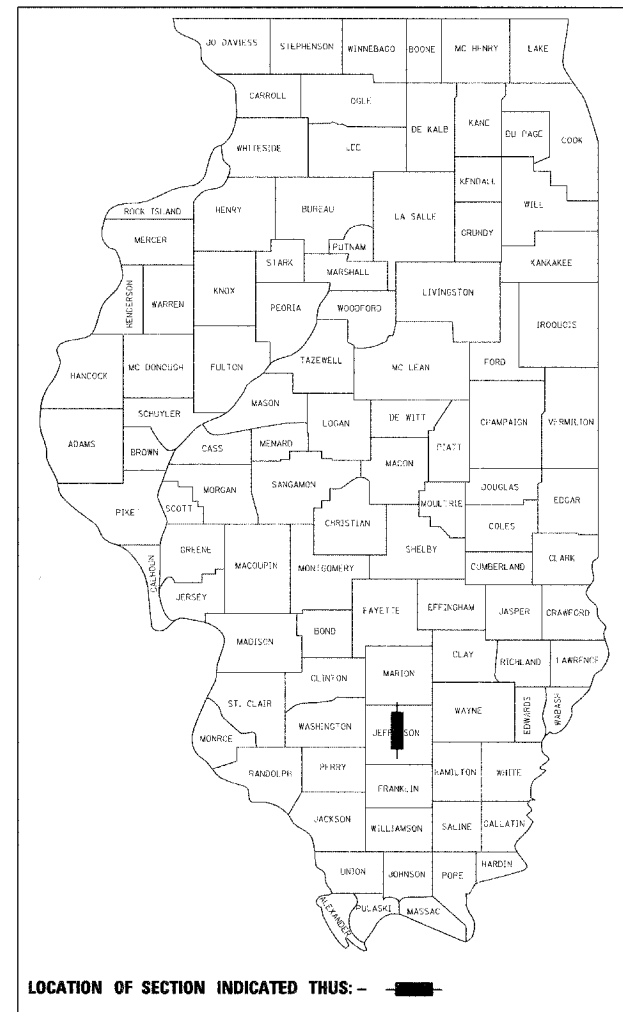 JO DAVIESS STEPHENSON WINNEBAGO BOONE MC HENRY LAKE
CARROLL OGLE DE KALB KANE DU PAGE COOK
WHITESIDE LEE
KENDALL WILL
ROCK ISLAND HENRY BUREAU LA SALLE GRUNDY
MERCER PUTNAM KANKAKEE
STARK MARSHALL
HENDERSON WARREN KNOX PEORIA WOODFORD LIVINGSTON IROQUOIS
HANCOCK MC DONOUGH FULTON TAZEWELL MC LEAN FORD
SCHUYLER MASON LOGAN DE WITT CHAMPAIGN VERMILION
ADAMS BROWN CASS MENARD MACON PIATT
PIKE SCOTT MORGAN SANGAMON MOULTRIE DOUGLAS EDGAR
CHRISTIAN COLES
GREENE SHELBY
CALHOUN MACOUPIN MONTGOMERY CUMBERLAND CLARK
JERSEY FAYETTE EFFINGHAM JASPER CRAWFORD
MADISON BOND
CLAY RICHLAND LAWRENCE
CLINTON MARION
ST. CLAIR WAYNE EDWARDS WABASH
MONROE WASHINGTON JEFFERSON
RANDOLPH PERRY HAMILTON WHITE
FRANKLIN
JACKSON WILLIAMSON SALINE GALLATIN
UNION JOHNSON POPE HARDIN
ALEXANDER PULASKI MASSAC
LOCATION OF SECTION INDICATED THUS: -